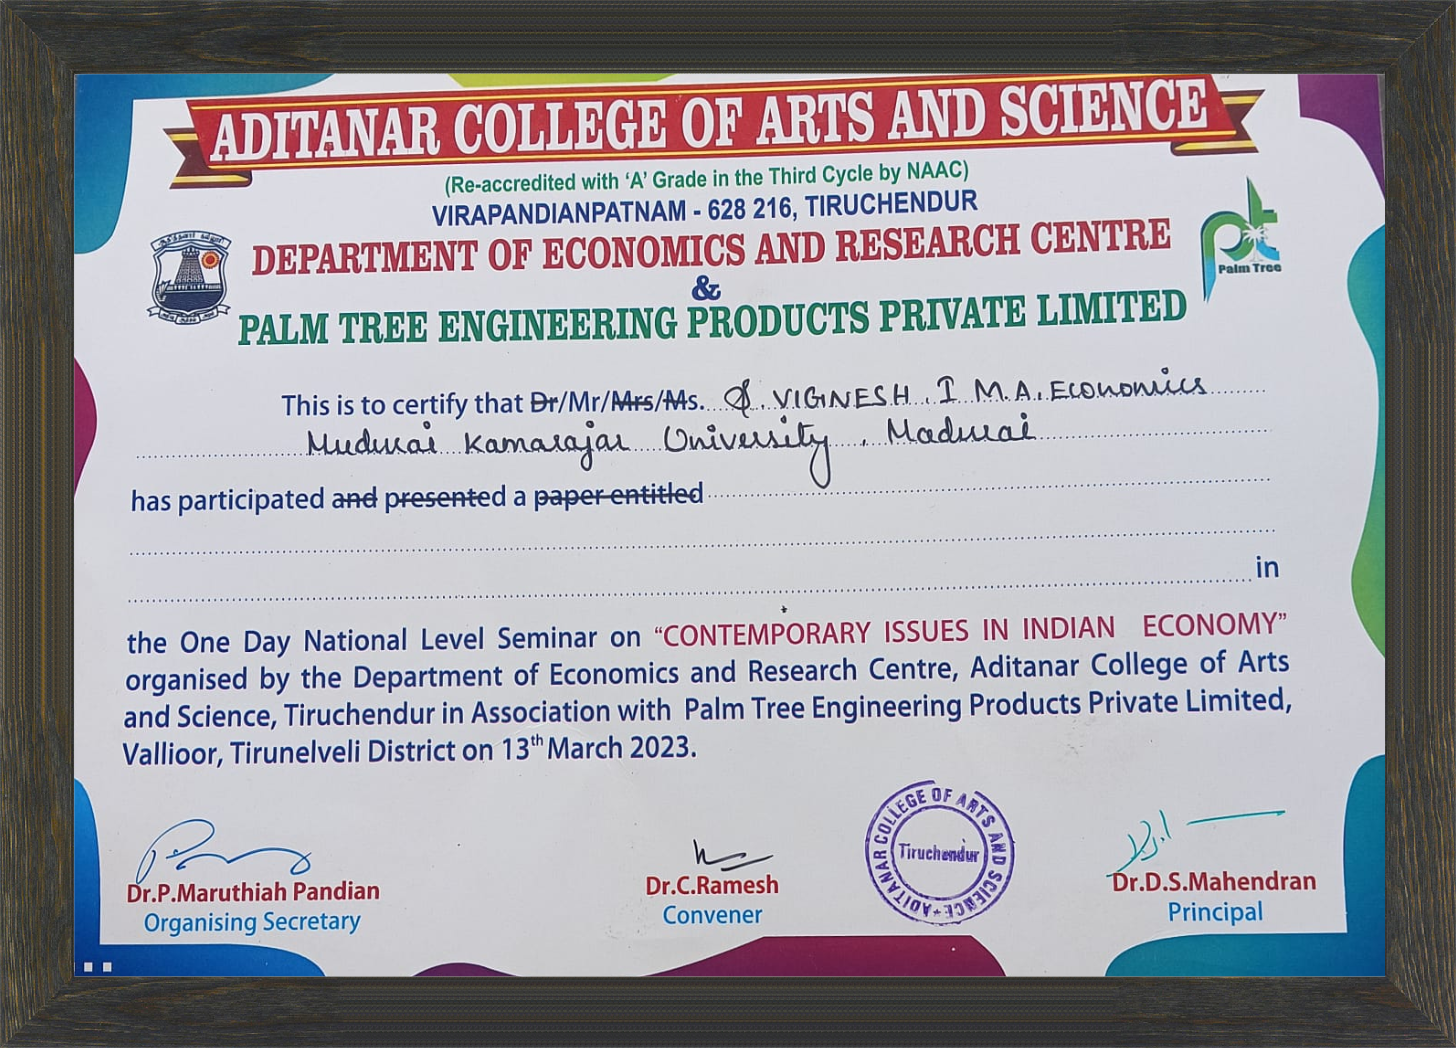 ADITANAR COLLEGE OF ARTS AND SCIENCE
(Re-accredited with ‘A’ Grade in the Third Cycle by NAAC)
VIRAPANDIANPATNAM - 628 216, TIRUCHENDUR
DEPARTMENT OF ECONOMICS AND RESEARCH CENTRE
&
PALM TREE ENGINEERING PRODUCTS PRIVATE LIMITED
Palm Tree
This is to certify that Dr/Mr/Mrs/Ms. VIGNESH. I M.A. Economics
Mudurai Kamarajar University, Madurai
has participated and presented a paper entitled
in
the One Day National Level Seminar on “CONTEMPORARY ISSUES IN INDIAN ECONOMY”
organised by the Department of Economics and Research Centre, Aditanar College of Arts
and Science, Tiruchendur in Association with Palm Tree Engineering Products Private Limited,
Vallioor, Tirunelveli District on 13th March 2023.
ADITANAR COLLEGE OF ARTS AND SCIENCE
Tiruchendur
Dr.P.Maruthiah Pandian
Organising Secretary
Dr.C.Ramesh
Convener
Dr.D.S.Mahendran
Principal